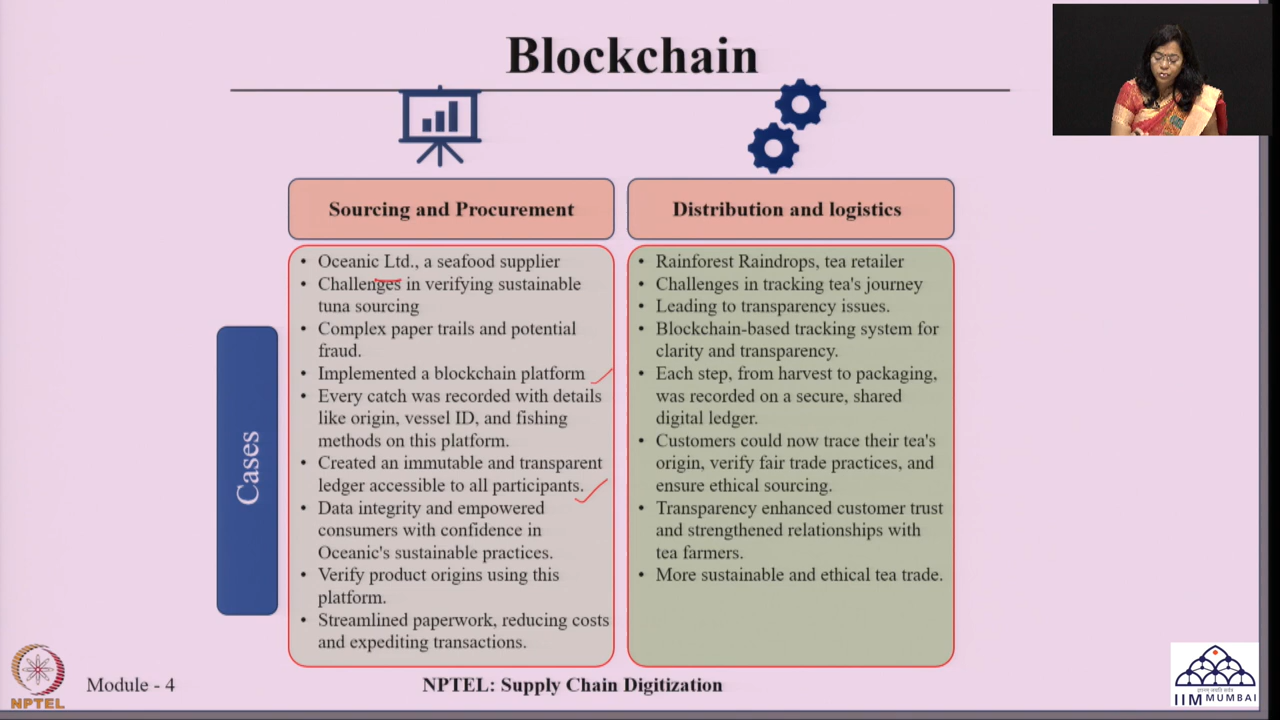 Blockchain
Sourcing and Procurement
• Oceanic Ltd., a seafood supplier
• Challenges in verifying sustainable
tuna sourcing
• Complex paper trails and potential
fraud.
• Implemented a blockchain platform
• Every catch was recorded with details
like origin, vessel ID, and fishing
methods on this platform.
• Created an immutable and transparent
ledger accessible to all participants.
• Data integrity and empowered
consumers with confidence in
Oceanic's sustainable practices.
• Verify product origins using this
platform.
• Streamlined paperwork, reducing costs
and expediting transactions.
Distribution and logistics
• Rainforest Raindrops, tea retailer
• Challenges in tracking tea's journey
• Leading to transparency issues.
• Blockchain-based tracking system for
clarity and transparency.
• Each step, from harvest to packaging,
was recorded on a secure, shared
digital ledger.
• Customers could now trace their tea's
origin, verify fair trade practices, and
ensure ethical sourcing.
• Transparency enhanced customer trust
and strengthened relationships with
tea farmers.
• More sustainable and ethical tea trade.
Cases
NPTEL
Module - 4
NPTEL: Supply Chain Digitization
IIM MUMBAI